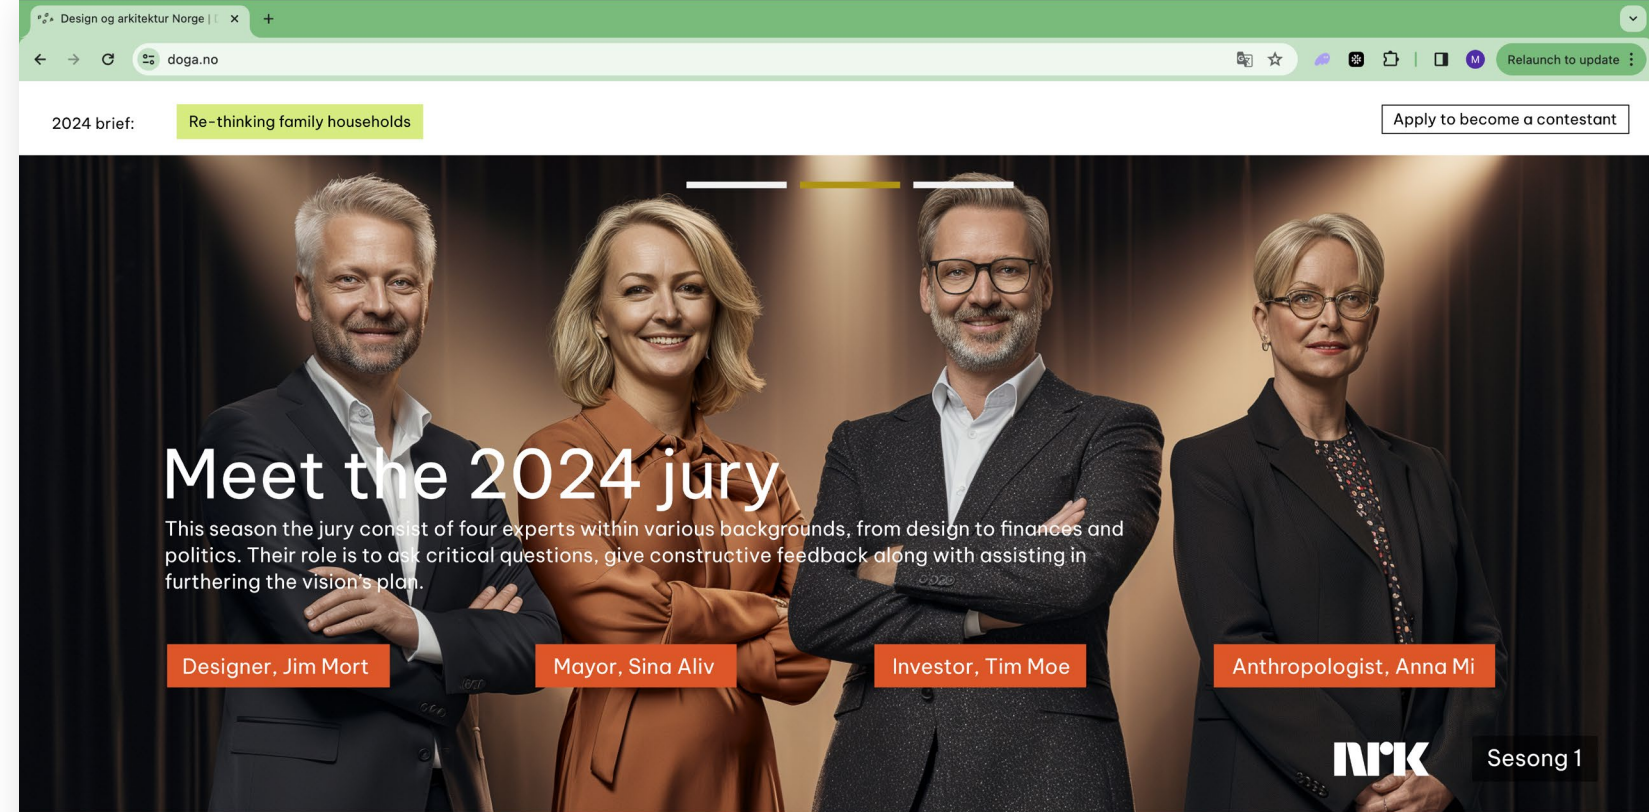 Design og arkitektur Norge |
doga.no
M
Relaunch to update
2024 brief:
Re-thinking family households
Apply to become a contestant
Meet the 2024 jury
This season the jury consist of four experts within various backgrounds, from design to finances and
politics. Their role is to ask critical questions, give constructive feedback along with assisting in
furthering the vision's plan.
Designer, Jim Mort
Mayor, Sina Aliv
Investor, Tim Moe
Anthropologist, Anna Mi
NRK
Sesong 1